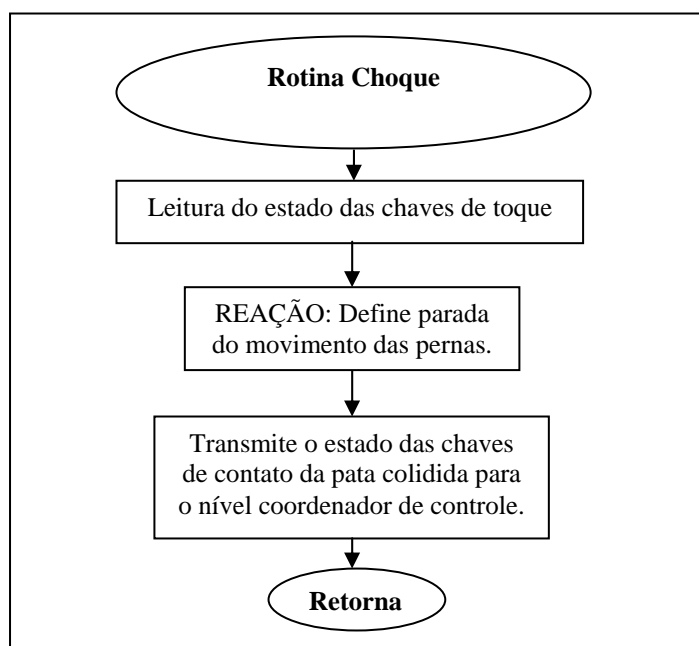 Rotina Choque
Leitura do estado das chaves de toque
REAÇÃO: Define parada
do movimento das pernas.
Transmite o estado das chaves
de contato da pata colidida para
o nível coordenador de controle.
Retorna